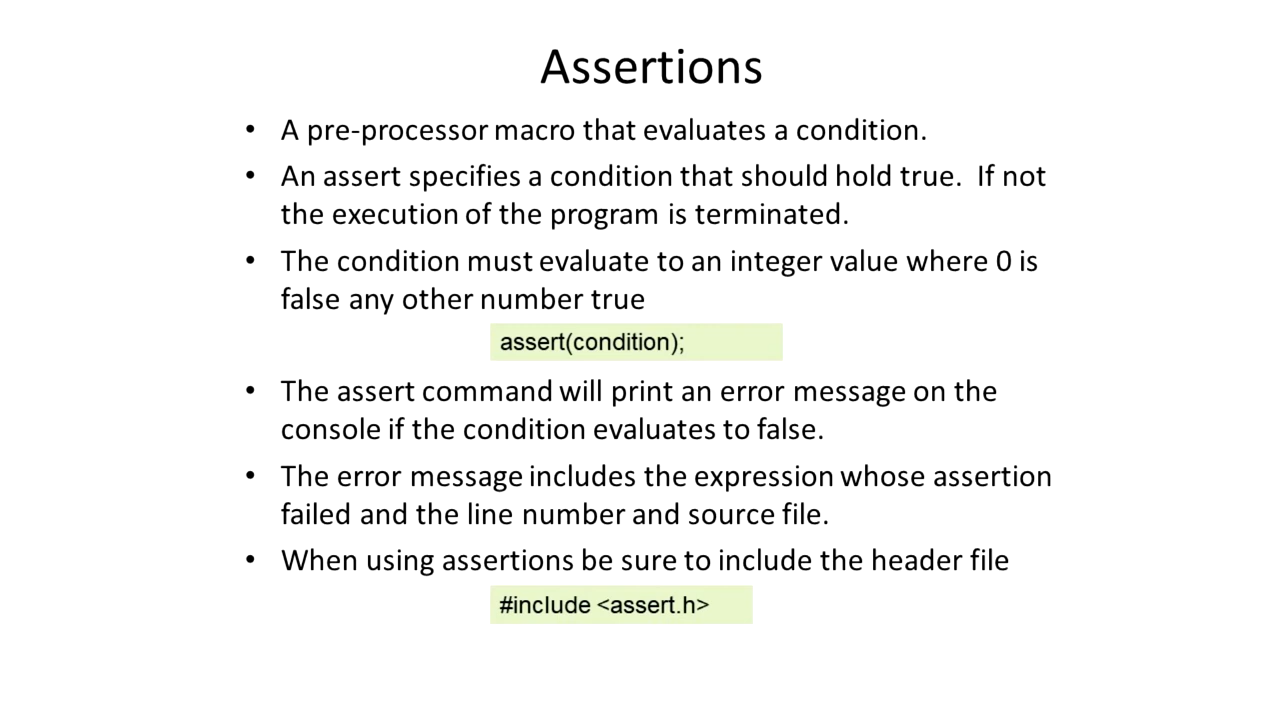 Assertions
• A pre-processor macro that evaluates a condition.
• An assert specifies a condition that should hold true.  If not
the execution of the program is terminated.
• The condition must evaluate to an integer value where 0 is
false any other number true
assert(condition);
• The assert command will print an error message on the
console if the condition evaluates to false.
• The error message includes the expression whose assertion
failed and the line number and source file.
• When using assertions be sure to include the header file
#include <assert.h>